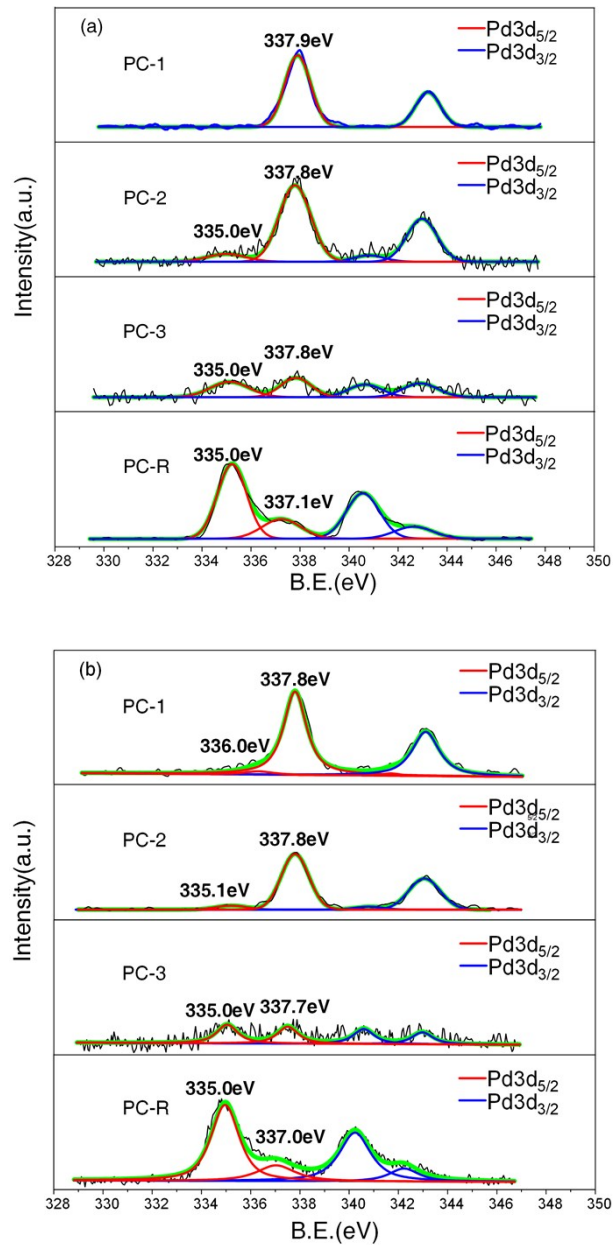 (a)
PC-1
337.9eV
Pd3d5/2
Pd3d3/2
PC-2
335.0eV
337.8eV
Pd3d5/2
Pd3d3/2
PC-3
335.0eV
337.8eV
Pd3d5/2
Pd3d3/2
PC-R
335.0eV
337.1eV
Pd3d5/2
Pd3d3/2
Intensity(a.u.)
328 330 332 334 336 338 340 342 344 346 348 350
B.E.(eV)
(b)
PC-1
336.0eV
337.8eV
Pd3d5/2
Pd3d3/2
PC-2
335.1eV
337.8eV
Pd3d5/2
Pd3d3/2
PC-3
335.0eV
337.7eV
Pd3d5/2
Pd3d3/2
PC-R
335.0eV
337.0eV
Pd3d5/2
Pd3d3/2
Intensity(a.u.)
328 330 332 334 336 338 340 342 344 346 348 350
B.E.(eV)